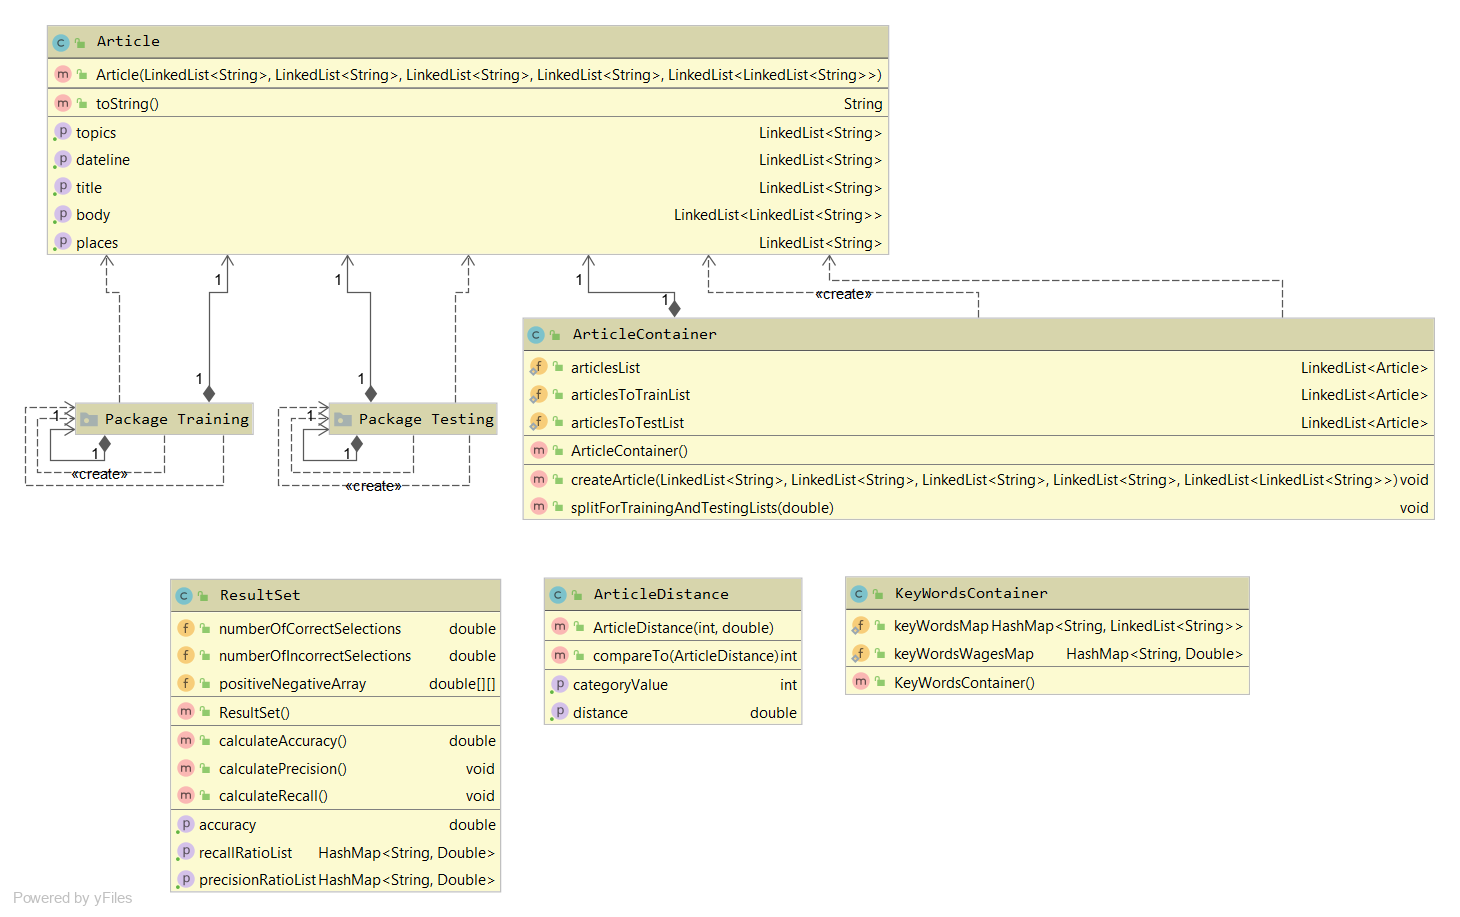 Article
Article(LinkedList<String>, LinkedList<String>, LinkedList<String>, LinkedList<String>, LinkedList<LinkedList<String>>)
toString() String
topics LinkedList<String>
dateline LinkedList<String>
title LinkedList<String>
body LinkedList<LinkedList<String>>
places LinkedList<String>
1 1 1
«create»
1
ArticleContainer
articlesList LinkedList<Article>
articlesToTrainList LinkedList<Article>
articlesToTestList LinkedList<Article>
ArticleContainer()
createArticle(LinkedList<String>, LinkedList<String>, LinkedList<String>, LinkedList<String>, LinkedList<LinkedList<String>>) void
splitForTrainingAndTestingLists(double) void
1 1
1 Package Training 1 Package Testing
1 1
«create» «create»
ResultSet
numberOfCorrectSelections double
numberOfIncorrectSelections double
positiveNegativeArray double[][]
ResultSet()
calculateAccuracy() double
calculatePrecision() void
calculateRecall() void
accuracy double
recallRatioList HashMap<String, Double>
precisionRatioList HashMap<String, Double>
ArticleDistance
ArticleDistance(int, double)
compareTo(ArticleDistance) int
categoryValue int
distance double
KeyWordsContainer
keyWordsMap HashMap<String, LinkedList<String>>
keyWordsWagesMap HashMap<String, Double>
KeyWordsContainer()
Powered by yFiles